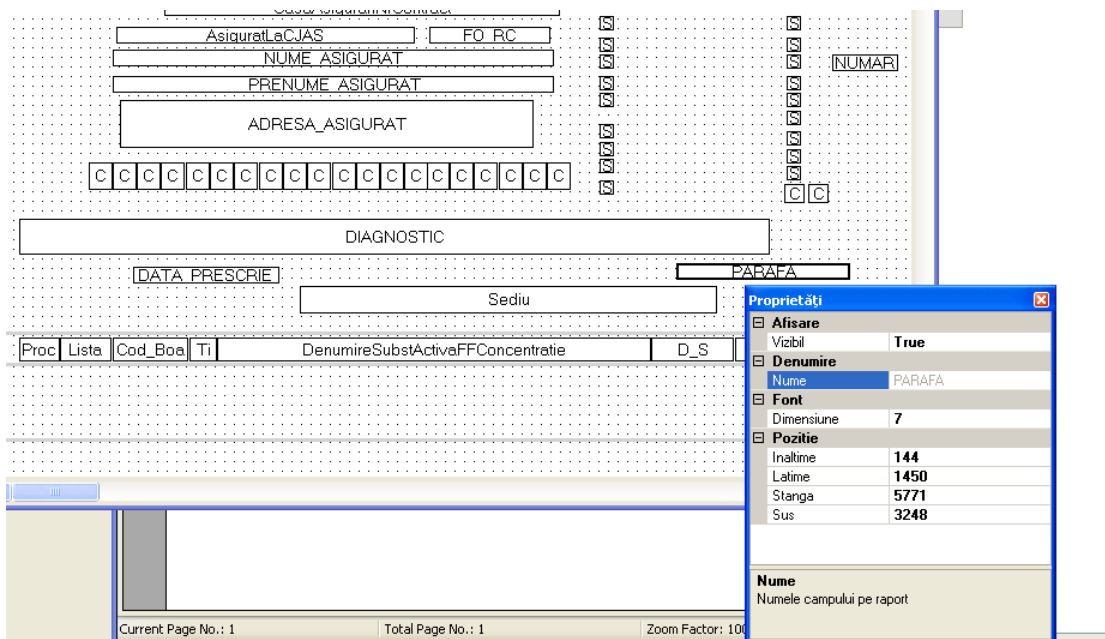 AsiguratLaCJAS FO_RC S S
S S
NUME_ASIGURAT S S NUMAR
PRENUME_ASIGURAT S S
S S
ADRESA_ASIGURAT S S
S S
S S
C C C C C C C C C C C C C C C C C C C C S S
S C C
DIAGNOSTIC
DATA_PRESCRIE PARAFA
Sediu
Proc Lista Cod_Boa Ti DenumireSubstActivaFFConcentratie D_S
Proprietăți
Afisare
Vizibil True
Denumire
Nume PARAFA
Font
Dimensiune 7
Pozitie
Inaltime 144
Latime 1450
Stanga 5771
Sus 3248
Nume
Numele campului pe raport
Current Page No.: 1 Total Page No.: 1 Zoom Factor: 100